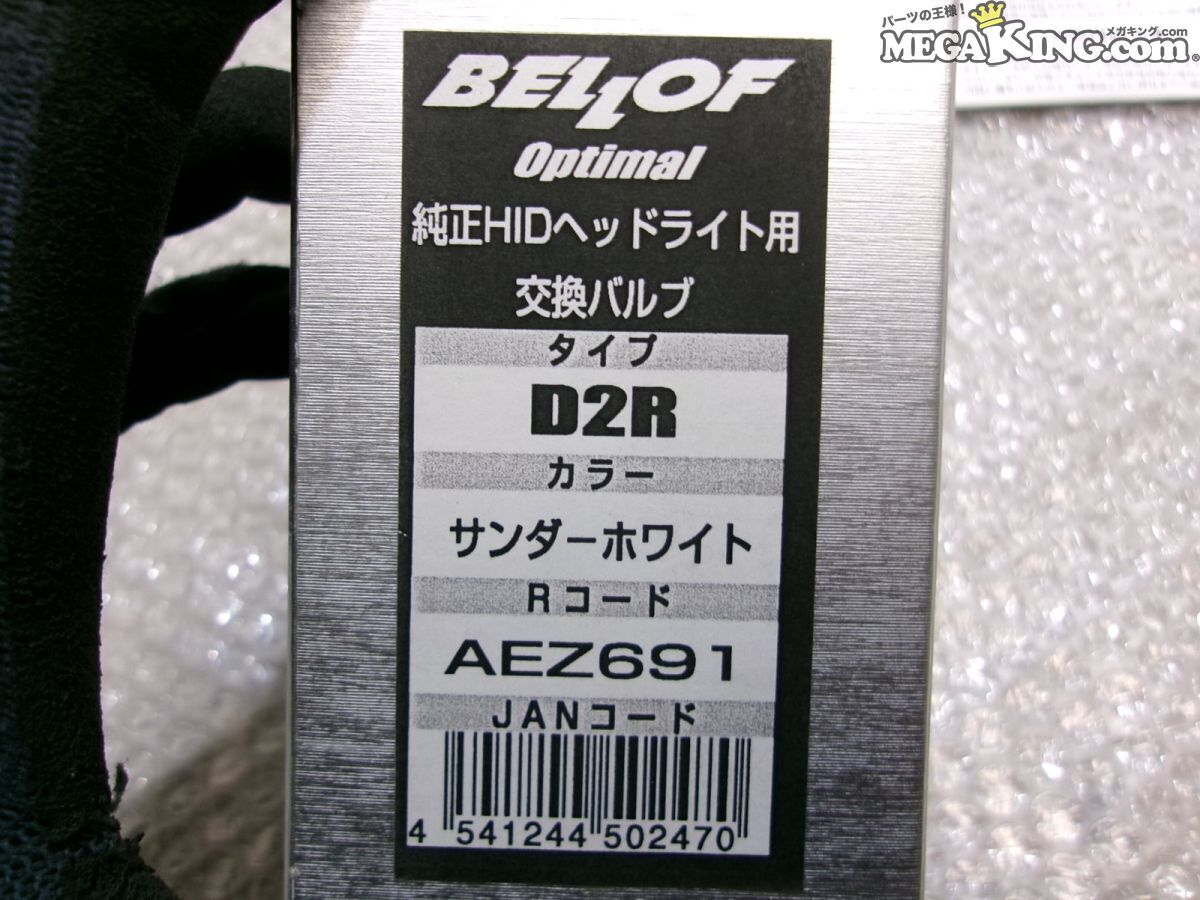 パーツの王様!
メガキング.com
MEGAKING.com®
BELLOF
Optimal
純正HIDヘッドライト用
交換バルブ
タイプ
D2R
カラー
サンダーホワイト
Rコード
AEZ691
JANコード
4 541244 502470